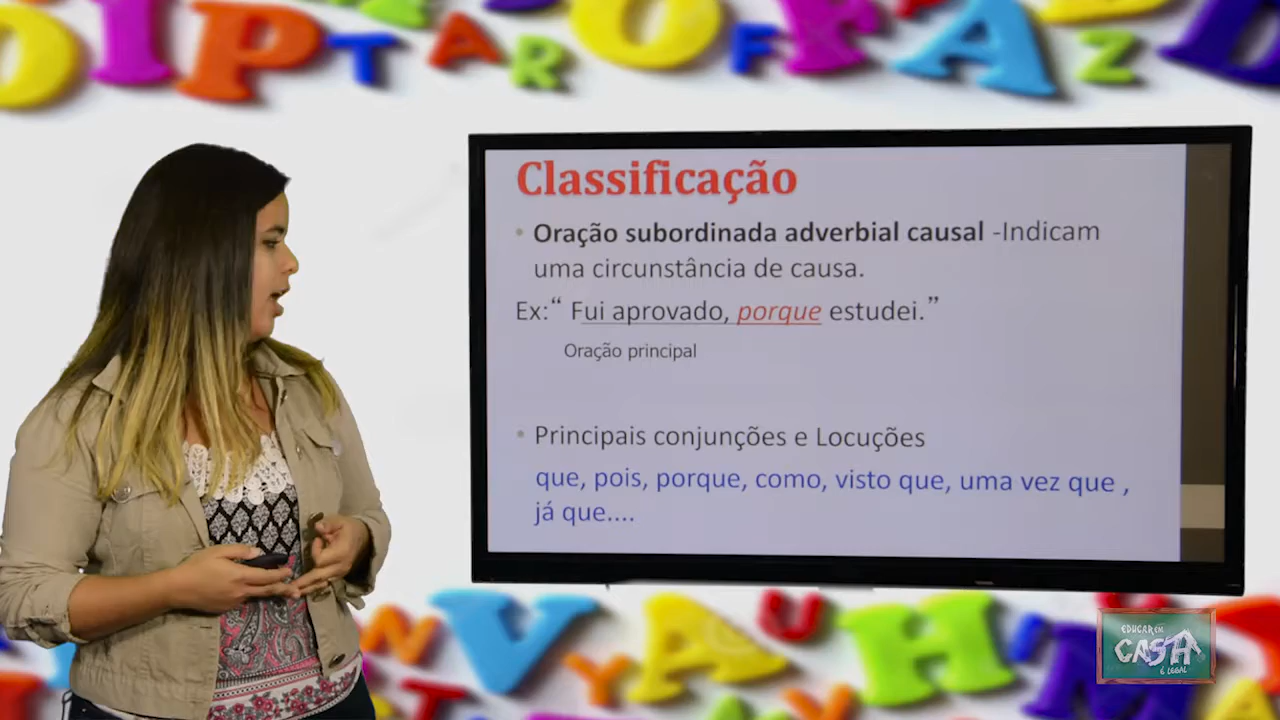 Classificação
• Oração subordinada adverbial causal -Indicam
uma circunstância de causa.
Ex:“ Fui aprovado, porque estudei.”
Oração principal
• Principais conjunções e Locuções
que, pois, porque, como, visto que, uma vez que ,
já que....
EDUCAR EM
CASA
É LEGAL